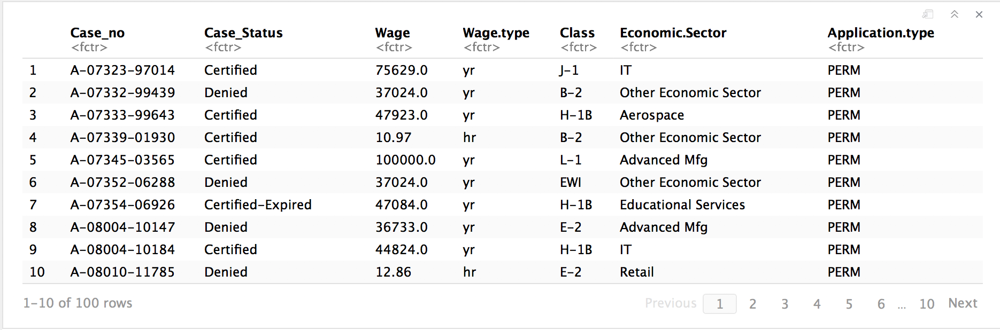 Case_no Case_Status Wage Wage.type Class Economic.Sector Application.type
<fctr> <fctr> <fctr> <fctr> <fctr> <fctr> <fctr>
1 A-07323-97014 Certified 75629.0 yr J-1 IT PERM
2 A-07332-99439 Denied 37024.0 yr B-2 Other Economic Sector PERM
3 A-07333-99643 Certified 47923.0 yr H-1B Aerospace PERM
4 A-07339-01930 Certified 10.97 hr B-2 Other Economic Sector PERM
5 A-07345-03565 Certified 100000.0 yr L-1 Advanced Mfg PERM
6 A-07352-06288 Denied 37024.0 yr EWI Other Economic Sector PERM
7 A-07354-06926 Certified-Expired 47084.0 yr H-1B Educational Services PERM
8 A-08004-10147 Denied 36733.0 yr E-2 Advanced Mfg PERM
9 A-08004-10184 Certified 44824.0 yr H-1B IT PERM
10 A-08010-11785 Denied 12.86 hr E-2 Retail PERM
1-10 of 100 rows Previous 1 2 3 4 5 6 ... 10 Next